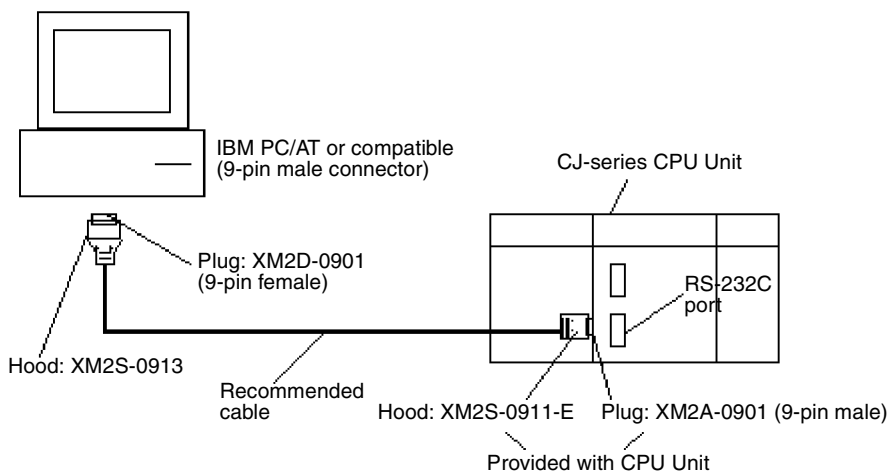 IBM PC/AT or compatible
(9-pin male connector)
CJ-series CPU Unit
Plug: XM2D-0901
(9-pin female)
RS-232C
port
Hood: XM2S-0913
Recommended
cable
Hood: XM2S-0911-E
Plug: XM2A-0901 (9-pin male)
Provided with CPU Unit